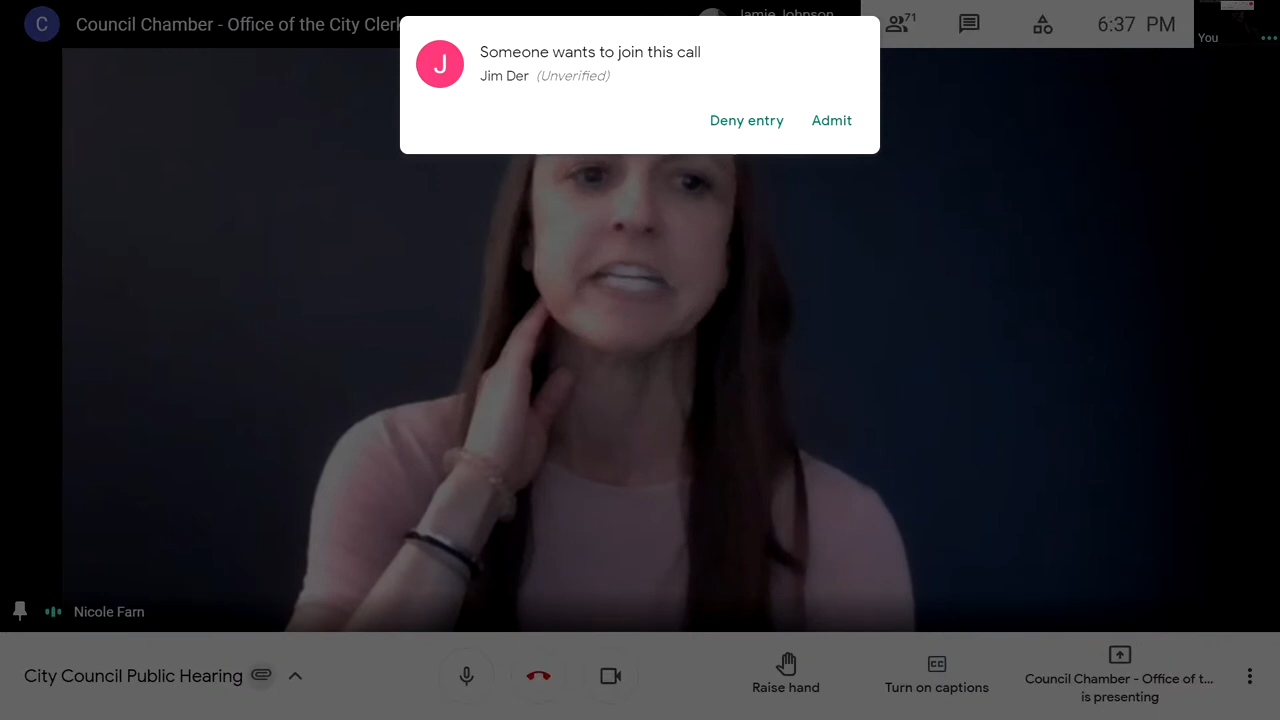 C
Council Chamber - Office of the City Clerk
Jamie Johnson
71
6:37 PM
You
J
Someone wants to join this call
Jim Der (Unverified)
Deny entry
Admit
Nicole Farn
City Council Public Hearing
Raise hand
CC
Turn on captions
Council Chamber - Office of t...
is presenting